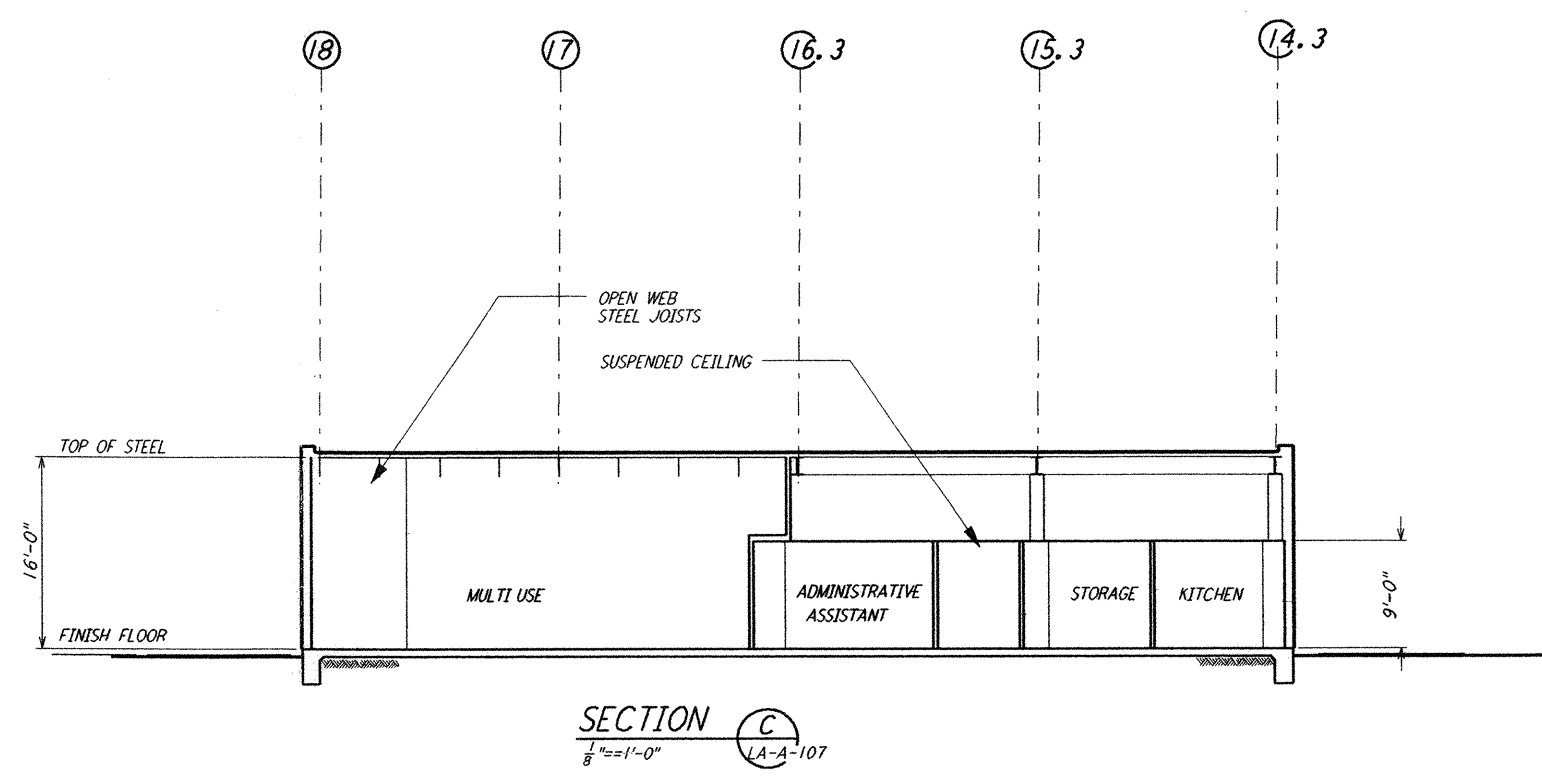 18
17
16.3
15.3
14.3
OPEN WEB
STEEL JOISTS
SUSPENDED CEILING
TOP OF STEEL
16'-0"
MULTI USE
ADMINISTRATIVE
ASSISTANT
STORAGE
KITCHEN
9'-0"
FINISH FLOOR
SECTION
C
1/8"==1'-0"
LA-A-107